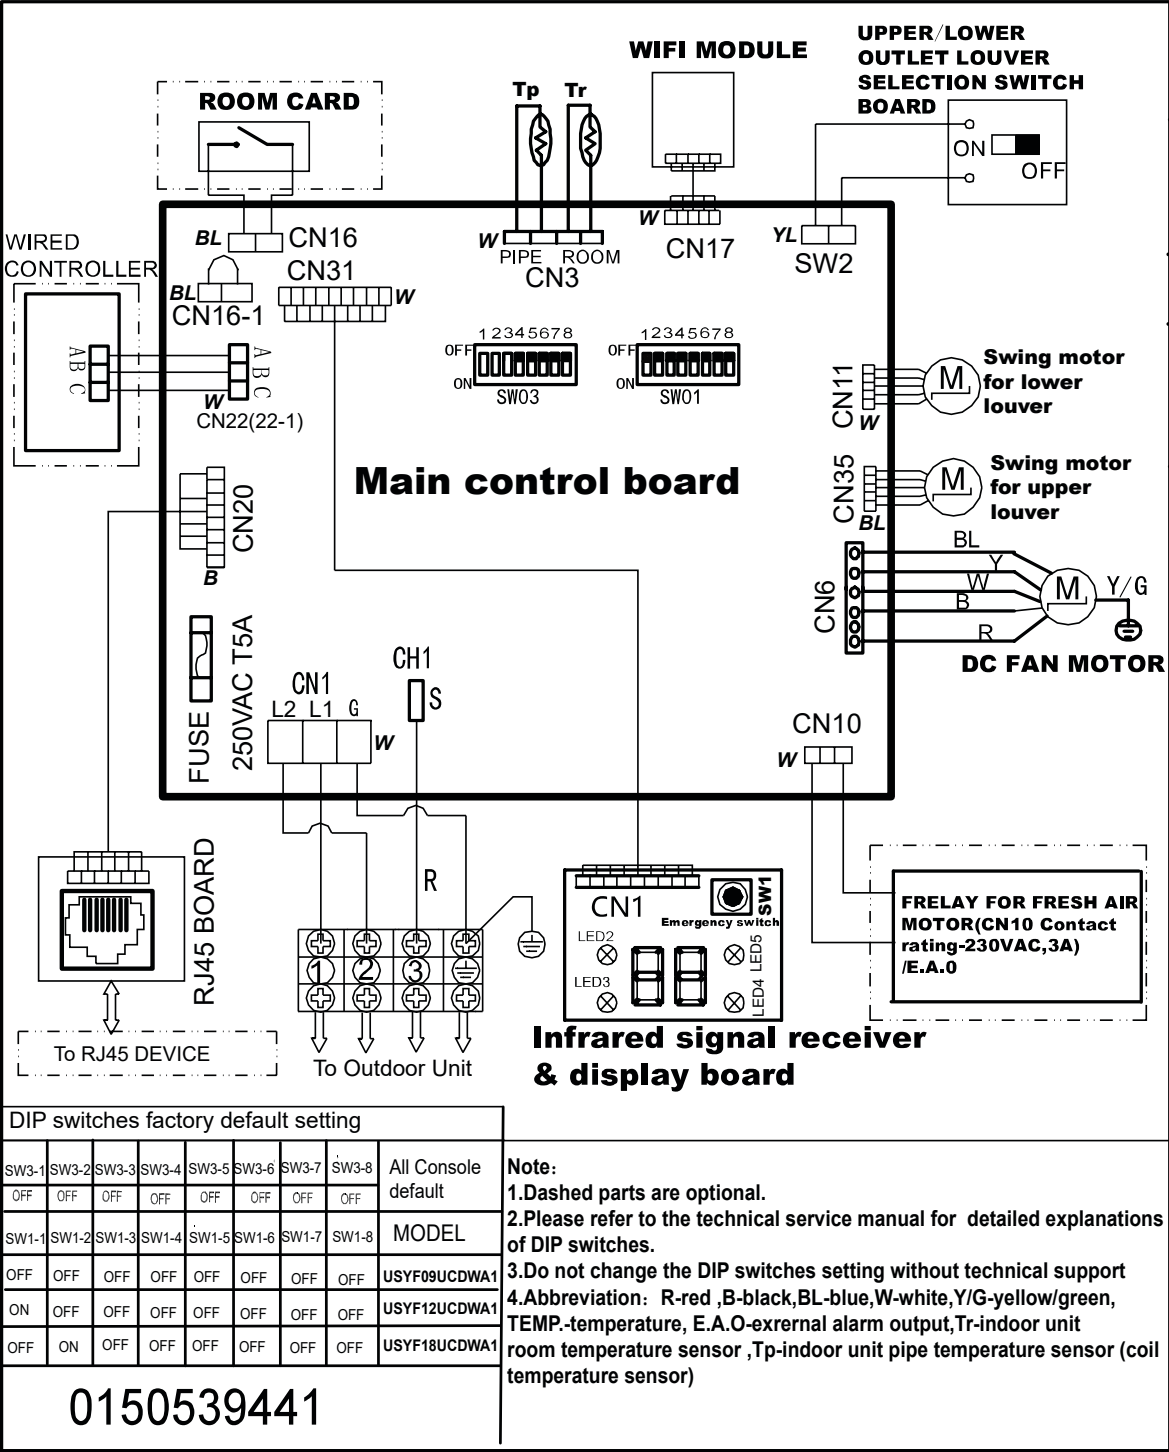 UPPER/LOWER
OUTLET LOUVER
SELECTION SWITCH
BOARD
ON
OFF
WIFI MODULE
ROOM CARD
Tp
Tr
W
PIPE ROOM
CN3
W
CN17
YL
SW2
BL
CN16
CN31
W
BL
CN16-1
WIRED
CONTROLLER
A B C
A B C
W
CN22(22-1)
12345678
OFF
ON
SW03
12345678
OFF
ON
SW01
CN11
W
M
Swing motor
for lower
louver
CN35
BL
M
Swing motor
for upper
louver
Main control board
CN20
B
CN6
BL
Y
W
B
R
M
Y/G
DC FAN MOTOR
FUSE
250VAC T5A
CN1
L2 L1 G
W
CH1
S
R
CN10
W
RJ45 BOARD
To RJ45 DEVICE
1 2 3
To Outdoor Unit
CN1
SW1
Emergency switch
LED2
LED3
LED5
LED4
Infrared signal receiver
& display board
FRELAY FOR FRESH AIR
MOTOR(CN10 Contact
rating-230VAC,3A)
/E.A.0
DIP switches factory default setting
SW3-1 SW3-2 SW3-3 SW3-4 SW3-5 SW3-6 SW3-7 SW3-8 All Console
default
OFF OFF OFF OFF OFF OFF OFF OFF
SW1-1 SW1-2 SW1-3 SW1-4 SW1-5 SW1-6 SW1-7 SW1-8 MODEL
OFF OFF OFF OFF OFF OFF OFF OFF USYF09UCDWA1
ON OFF OFF OFF OFF OFF OFF OFF USYF12UCDWA1
OFF ON OFF OFF OFF OFF OFF OFF USYF18UCDWA1
0150539441
Note:
1.Dashed parts are optional.
2.Please refer to the technical service manual for detailed explanations
of DIP switches.
3.Do not change the DIP switches setting without technical support
4.Abbreviation: R-red ,B-black,BL-blue,W-white,Y/G-yellow/green,
TEMP.-temperature, E.A.O-exrernal alarm output,Tr-indoor unit
room temperature sensor ,Tp-indoor unit pipe temperature sensor (coil
temperature sensor)